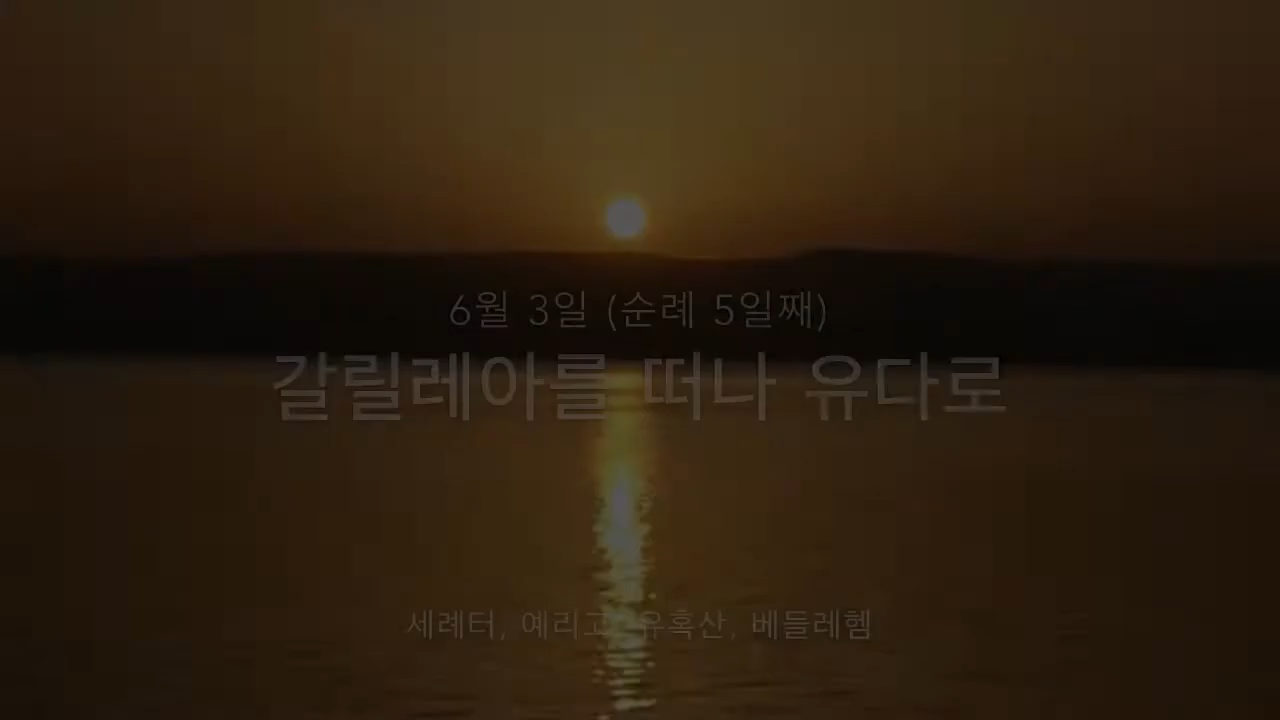 6월 3일 (순례 5일째)
갈릴레아를 떠나 유다로
세례터, 예리고, 유혹산, 베들레헴